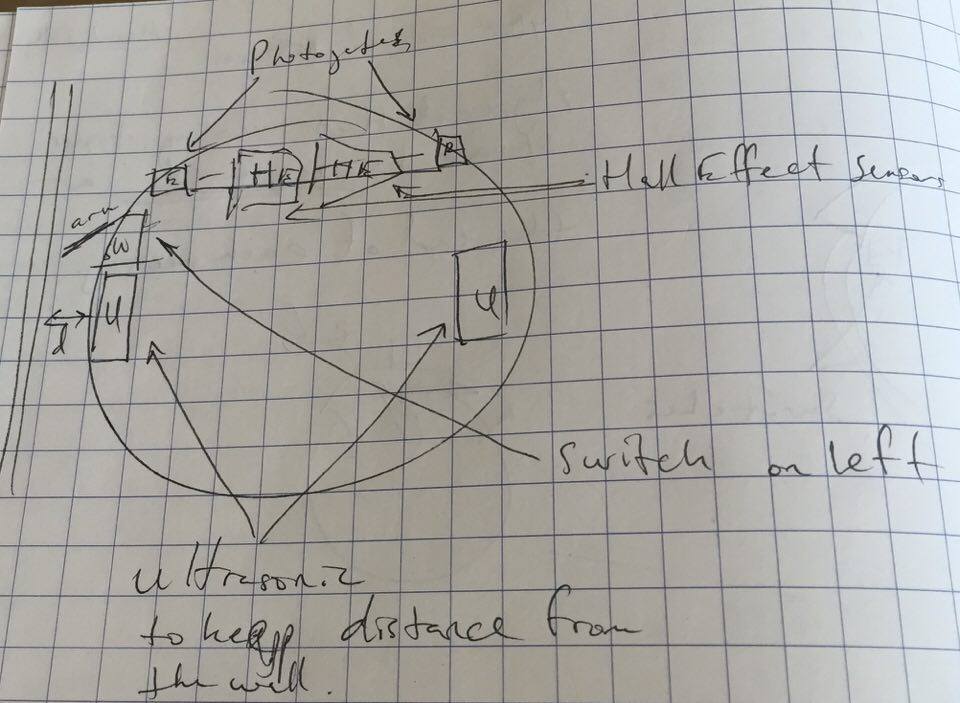 Photogates
E HE HE R
Hall Effect Sensors
arm
SW
U U
d
Switch on left
Ultrasonic
to keep distance from
the wall.